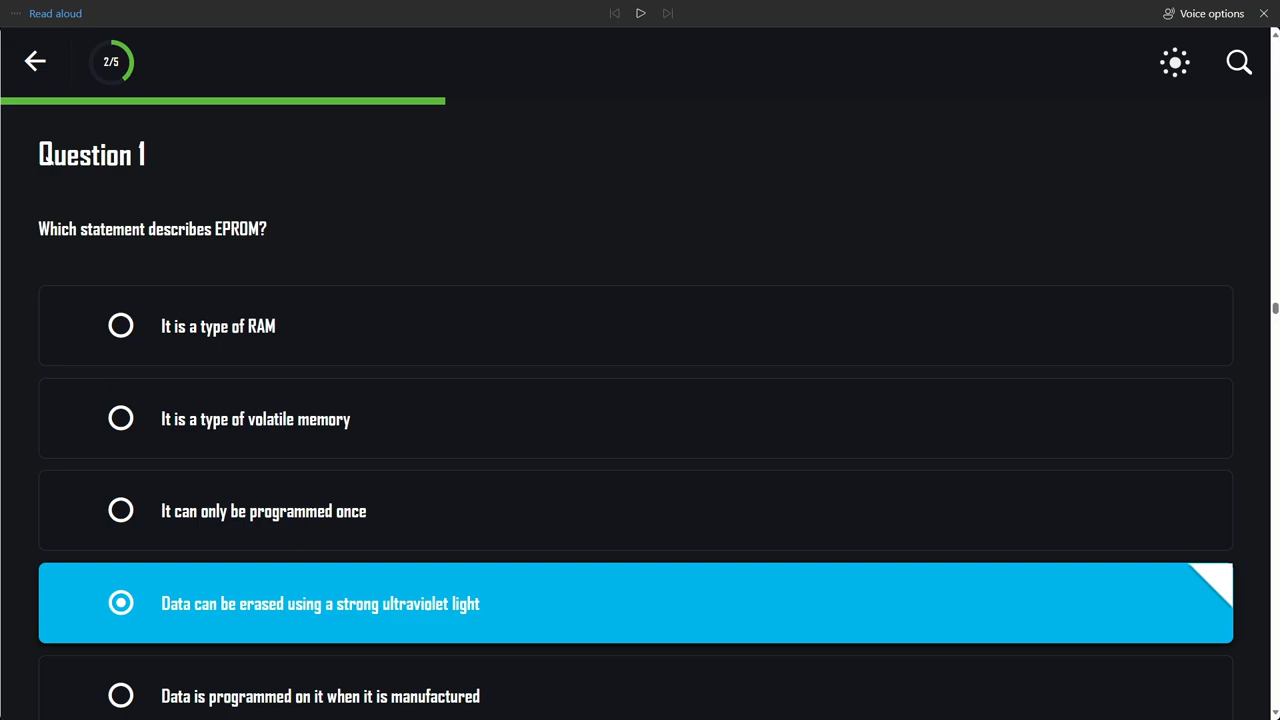 Read aloud
Voice options
2/5
Question 1
Which statement describes EPROM?
It is a type of RAM
It is a type of volatile memory
It can only be programmed once
Data can be erased using a strong ultraviolet light
Data is programmed on it when it is manufactured